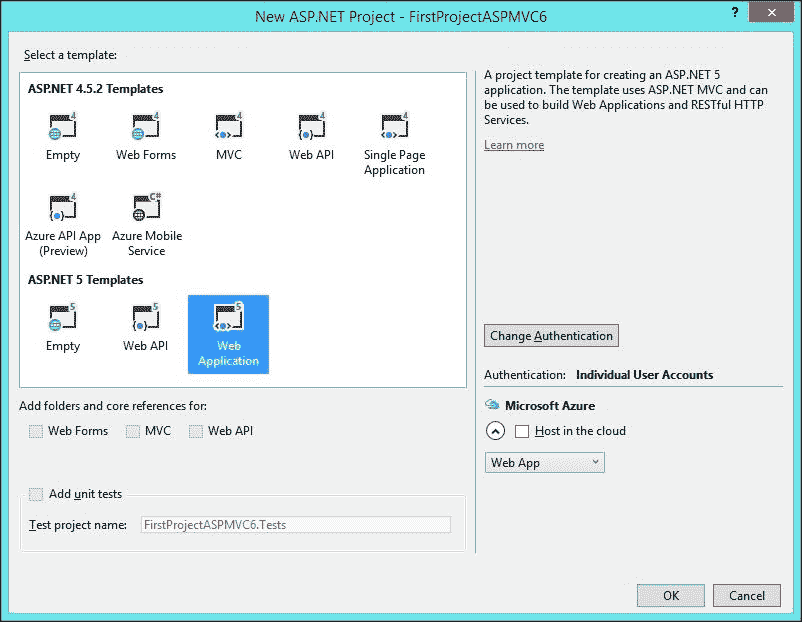 New ASP.NET Project - FirstProjectASPMVC6
?
Select a template:
ASP.NET 4.5.2 Templates
4 4 4 4 4
Empty Web Forms MVC Web API Single Page
Application
4 C#
Azure API App Azure Mobile
(Preview) Service
ASP.NET 5 Templates
5 5 5
Empty Web API Web
Application
A project template for creating an ASP.NET 5
application. The template uses ASP.NET MVC and can
be used to build Web Applications and RESTful HTTP
Services.
Learn more
Change Authentication
Authentication: Individual User Accounts
Microsoft Azure
Host in the cloud
Web App
Add folders and core references for:
Web Forms MVC Web API
Add unit tests
Test project name: FirstProjectASPMVC6.Tests
OK Cancel